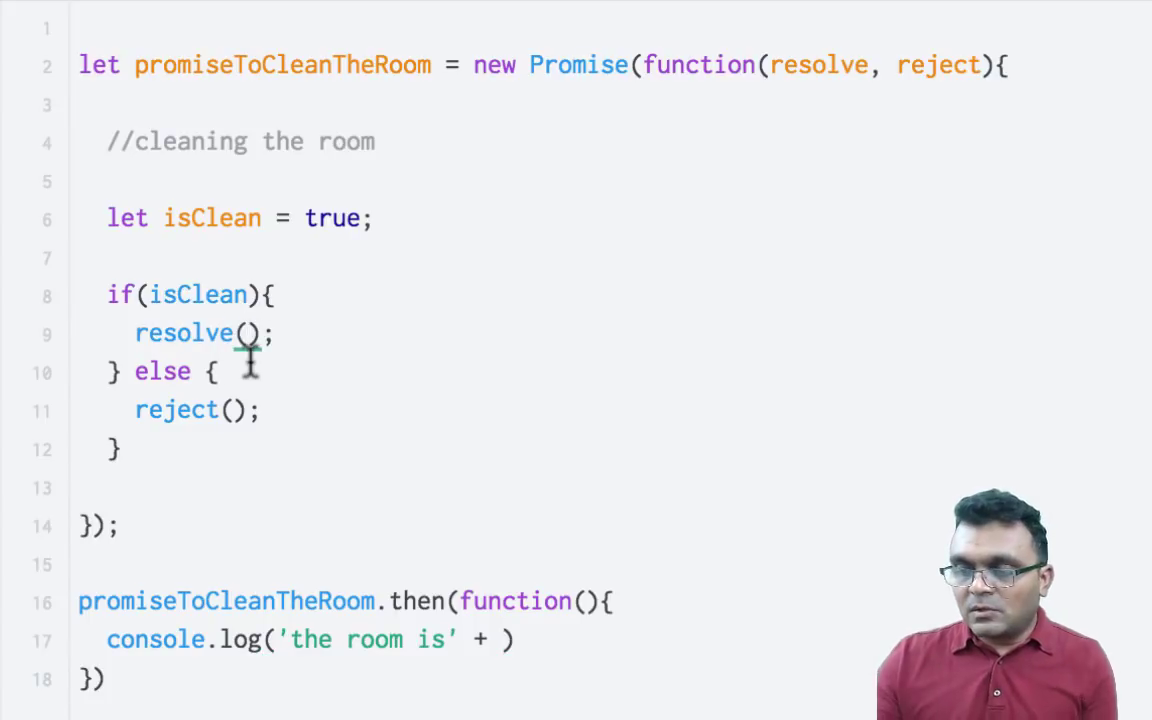 1
2 let promiseToCleanTheRoom = new Promise(function(resolve, reject){
3
4 //cleaning the room
5
6 let isClean = true;
7
8 if(isClean){
9 resolve();
10 } else {
11 reject();
12 }
13
14 });
15
16 promiseToCleanTheRoom.then(function(){
17 console.log('the room is' + )
18 })